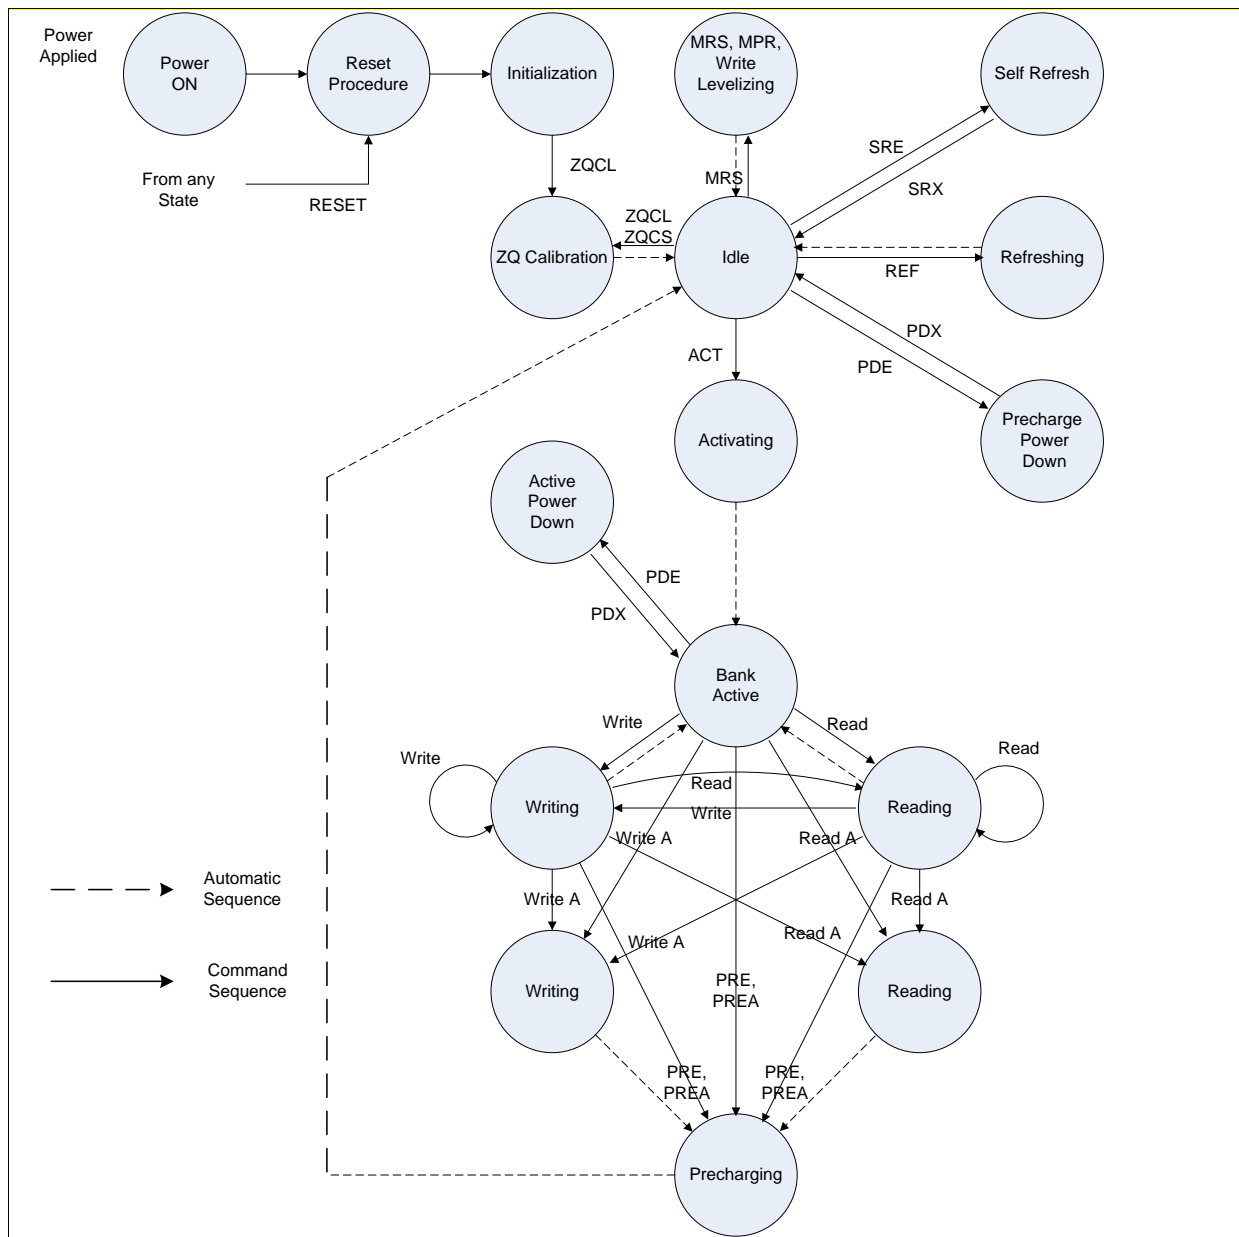 Power
Applied
Power
ON
Reset
Procedure
Initialization
MRS, MPR,
Write
Levelizing
Self Refresh
From any
State
RESET
ZQCL
MRS
SRE
SRX
ZQCL
ZQCS
ZQ Calibration
Idle
REF
Refreshing
ACT
PDX
PDE
Activating
Precharge
Power
Down
Active
Power
Down
PDE
PDX
Bank
Active
Write
Read
Write
Read
Read
Write
Writing
Reading
Write A
Read A
Write A
Read A
Write A
Read A
Automatic
Sequence
Command
Sequence
Writing
Reading
PRE,
PREA
PRE,
PREA
PRE,
PREA
Precharging